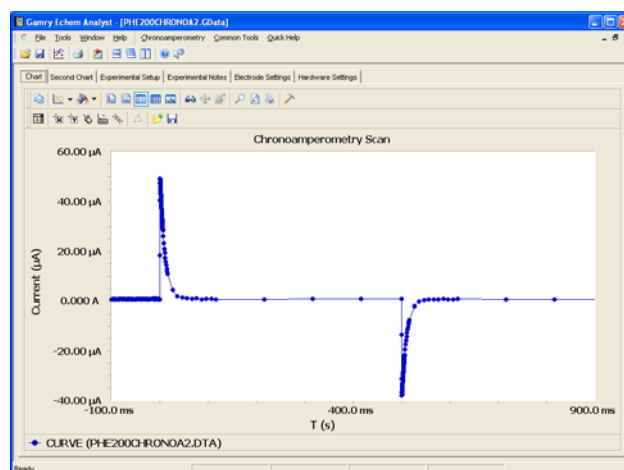 Gamry Echem Analyst - [PHE200CHRONOA2.GData]
File Tools Window Help Chronoamperometry Common Tools Quick Help
Chart Second Chart Experimental Setup Experimental Notes Electrode Settings Hardware Settings
Chronoamperometry Scan
60.00 µA
40.00 µA
20.00 µA
0.000 A
-20.00 µA
-40.00 µA
Current (µA)
-100.0 ms 400.0 ms 900.0 ms
T (s)
CURVE (PHE200CHRONOA2.DTA)
Ready